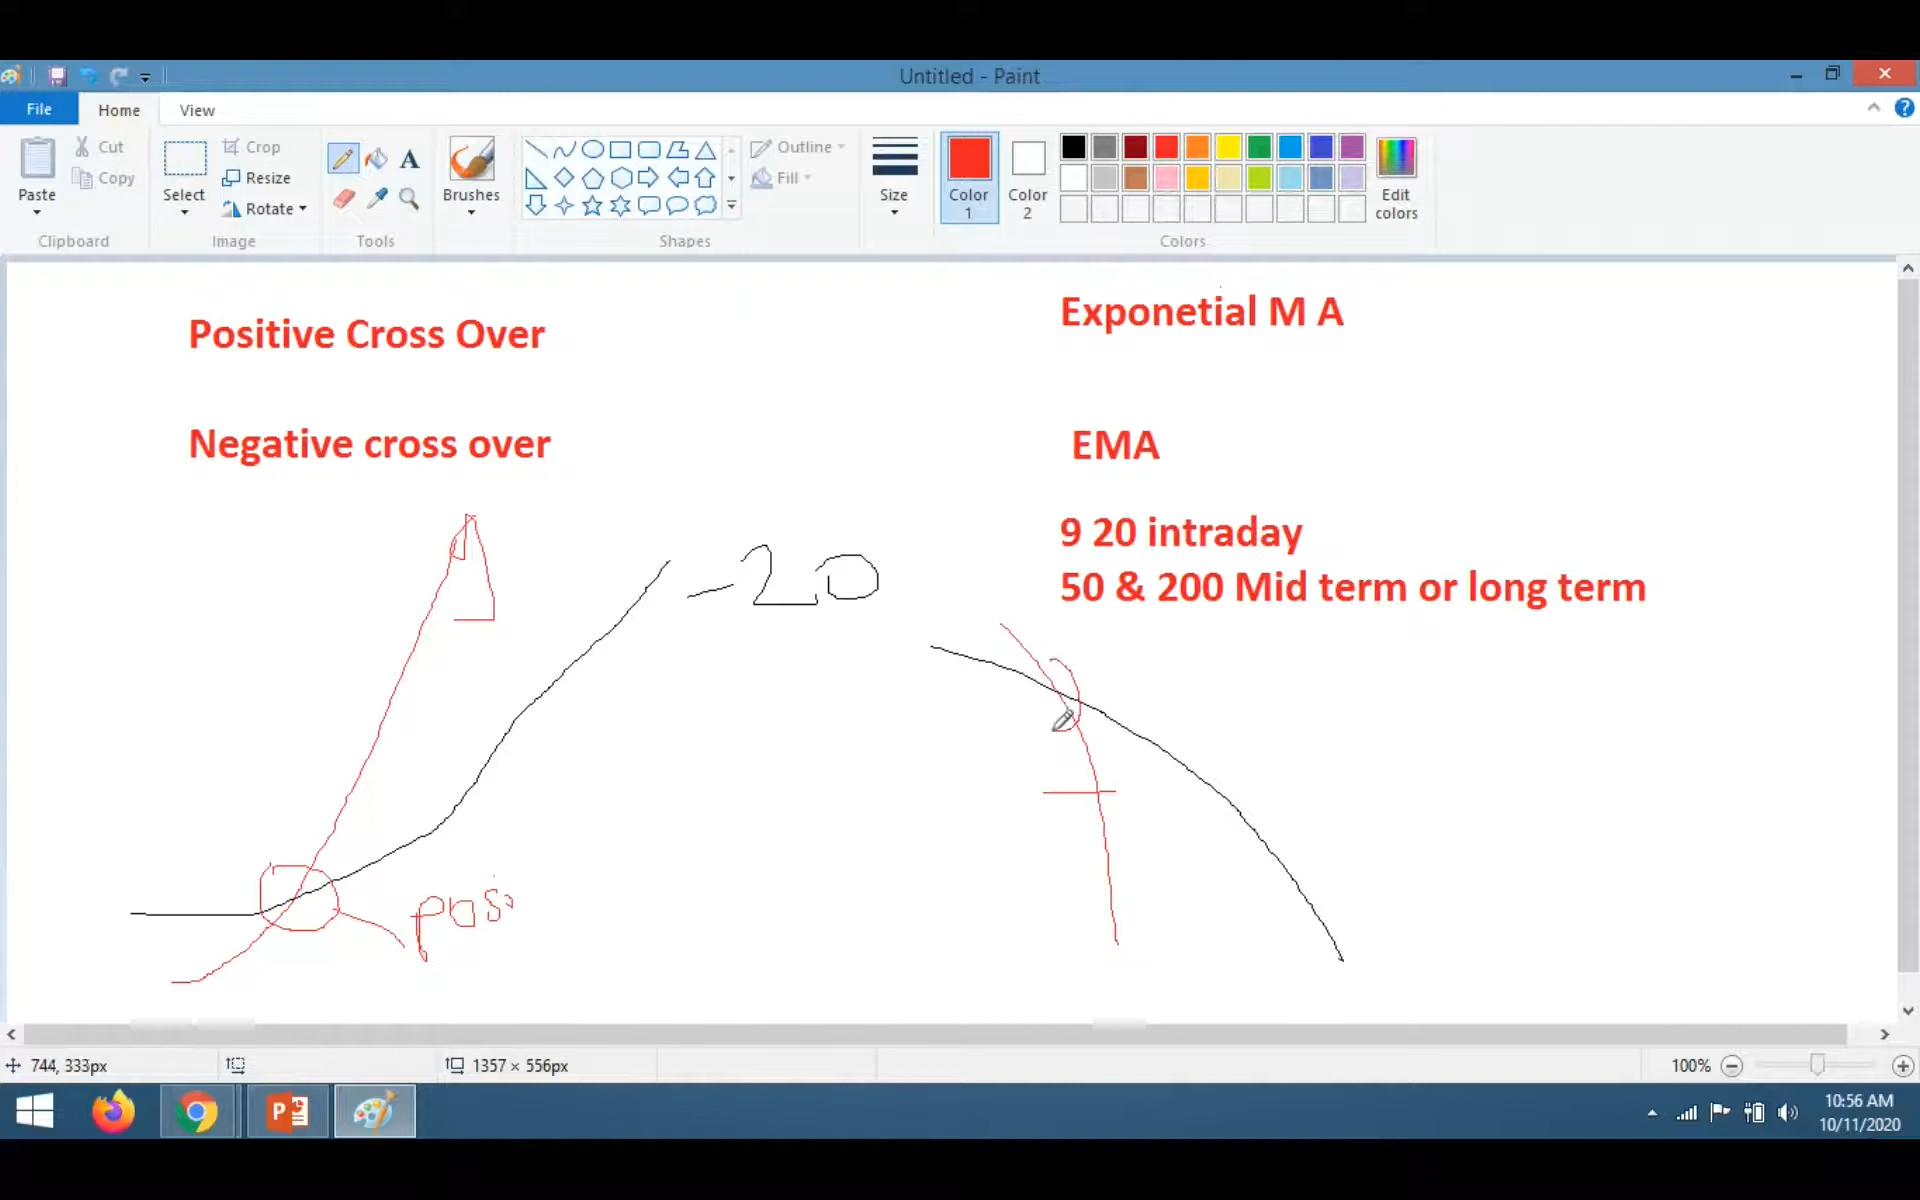 Untitled - Paint
File Home View
Paste Cut Copy Clipboard
Select Crop Resize Rotate Image
Tools
Brushes
Shapes
Outline Fill
Size
Color 1 Color 2 Edit colors Colors
Positive Cross Over
Negative cross over
Exponetial M A
EMA
9 20 intraday
50 & 200 Mid term or long term
-20
pos
744, 333px
1357 × 556px
100%
10:56 AM
10/11/2020